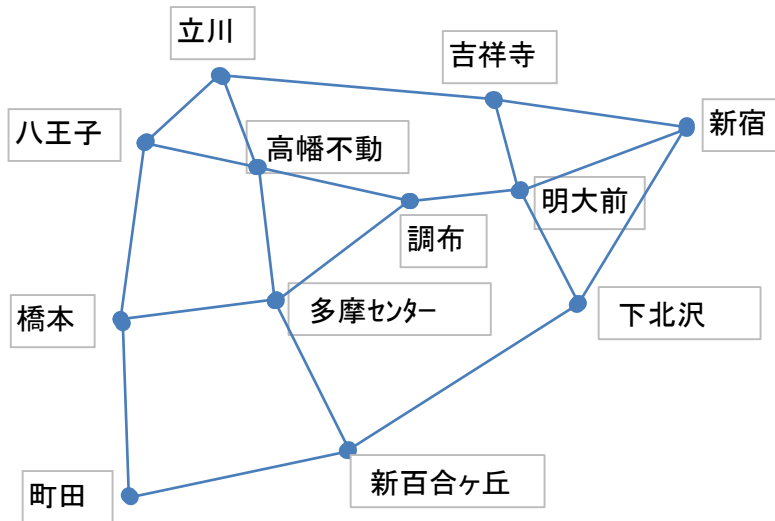 立川
吉祥寺
八王子
高幡不動
新宿
明大前
調布
橋本
多摩センター
下北沢
町田
新百合ヶ丘